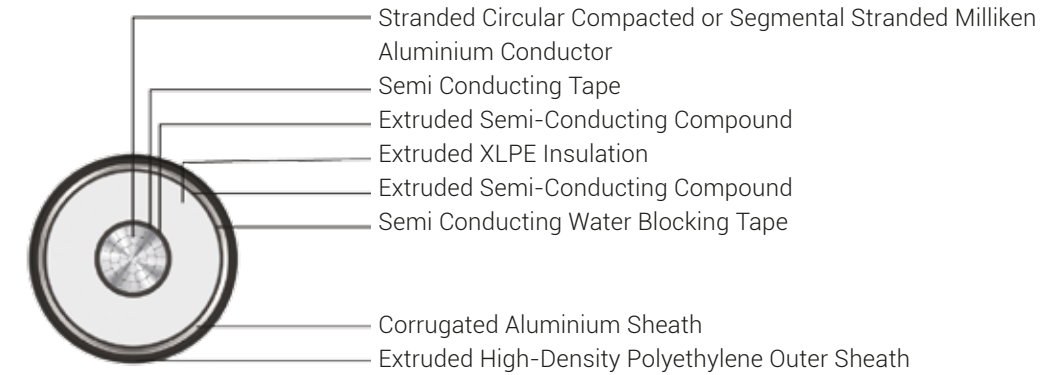 Stranded Circular Compacted or Segmental Stranded Milliken
Aluminium Conductor
Semi Conducting Tape
Extruded Semi-Conducting Compound
Extruded XLPE Insulation
Extruded Semi-Conducting Compound
Semi Conducting Water Blocking Tape
Corrugated Aluminium Sheath
Extruded High-Density Polyethylene Outer Sheath